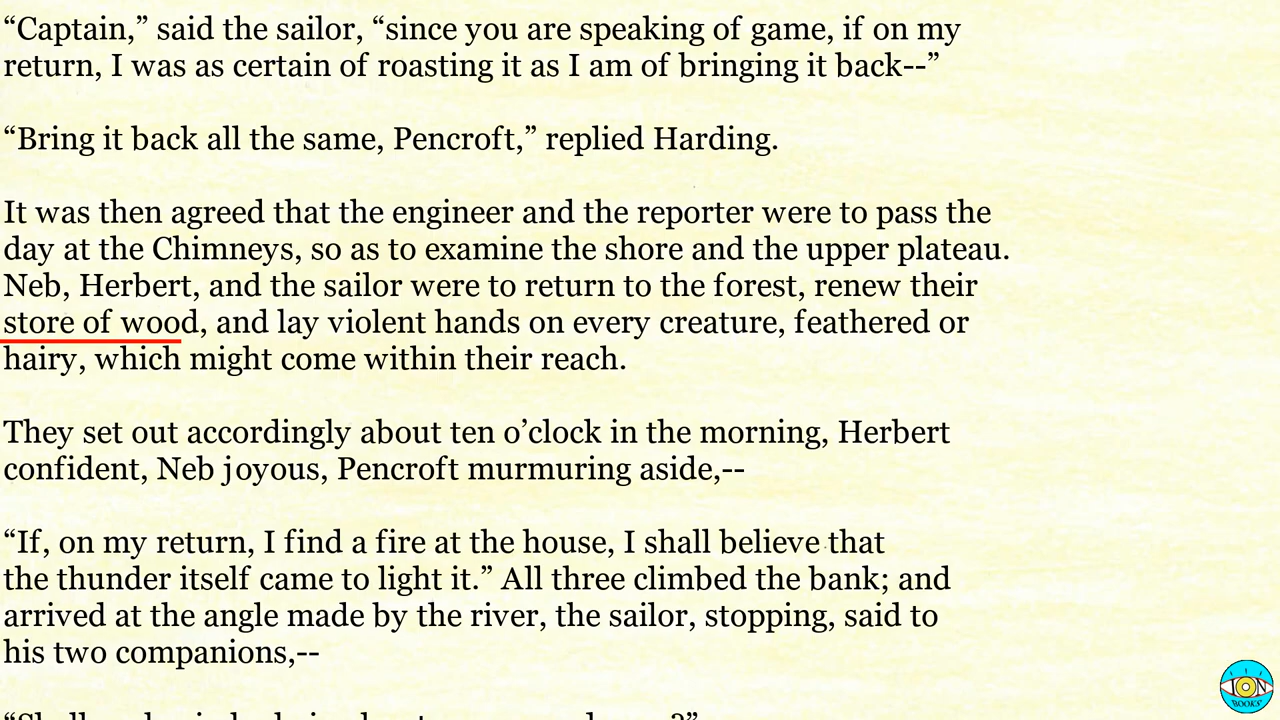 “Captain,” said the sailor, “since you are speaking of game, if on my
return, I was as certain of roasting it as I am of bringing it back--”
“Bring it back all the same, Pencroft,” replied Harding.
It was then agreed that the engineer and the reporter were to pass the
day at the Chimneys, so as to examine the shore and the upper plateau.
Neb, Herbert, and the sailor were to return to the forest, renew their
store of wood, and lay violent hands on every creature, feathered or
hairy, which might come within their reach.
They set out accordingly about ten o’clock in the morning, Herbert
confident, Neb joyous, Pencroft murmuring aside,--
“If, on my return, I find a fire at the house, I shall believe that
the thunder itself came to light it.” All three climbed the bank; and
arrived at the angle made by the river, the sailor, stopping, said to
his two companions,--
ION
BOOKS